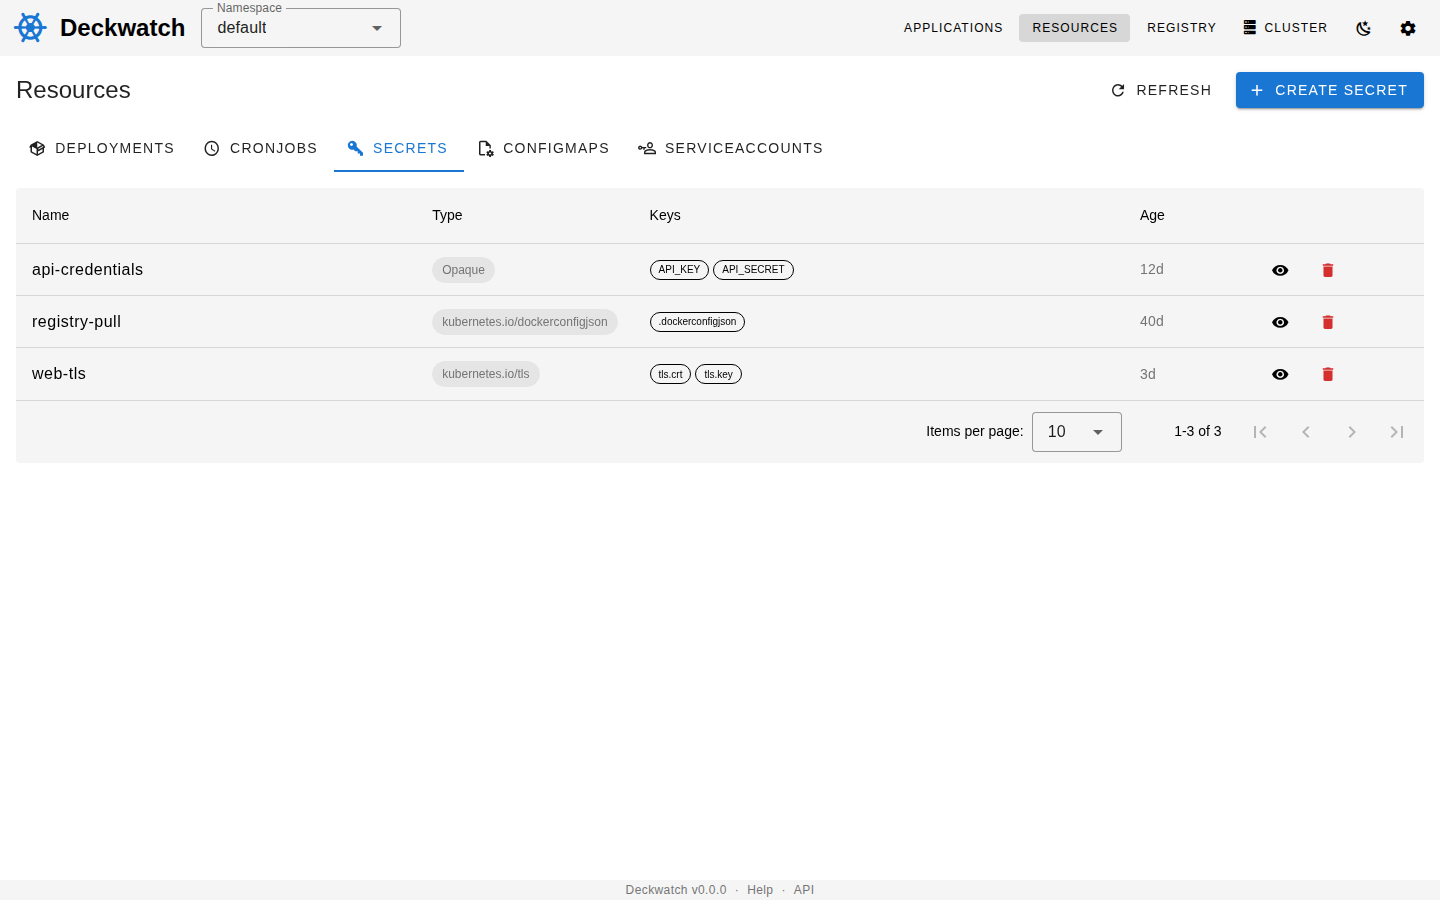 Deckwatch
Namespace
default
APPLICATIONS
RESOURCES
REGISTRY
CLUSTER
Resources
REFRESH
CREATE SECRET
DEPLOYMENTS
CRONJOBS
SECRETS
CONFIGMAPS
SERVICEACCOUNTS
Name Type Keys Age
api-credentials Opaque API_KEY API_SECRET 12d
registry-pull kubernetes.io/dockerconfigjson .dockerconfigjson 40d
web-tls kubernetes.io/tls tls.crt tls.key 3d
Items per page: 10 1-3 of 3
Deckwatch v0.0.0 · Help · API